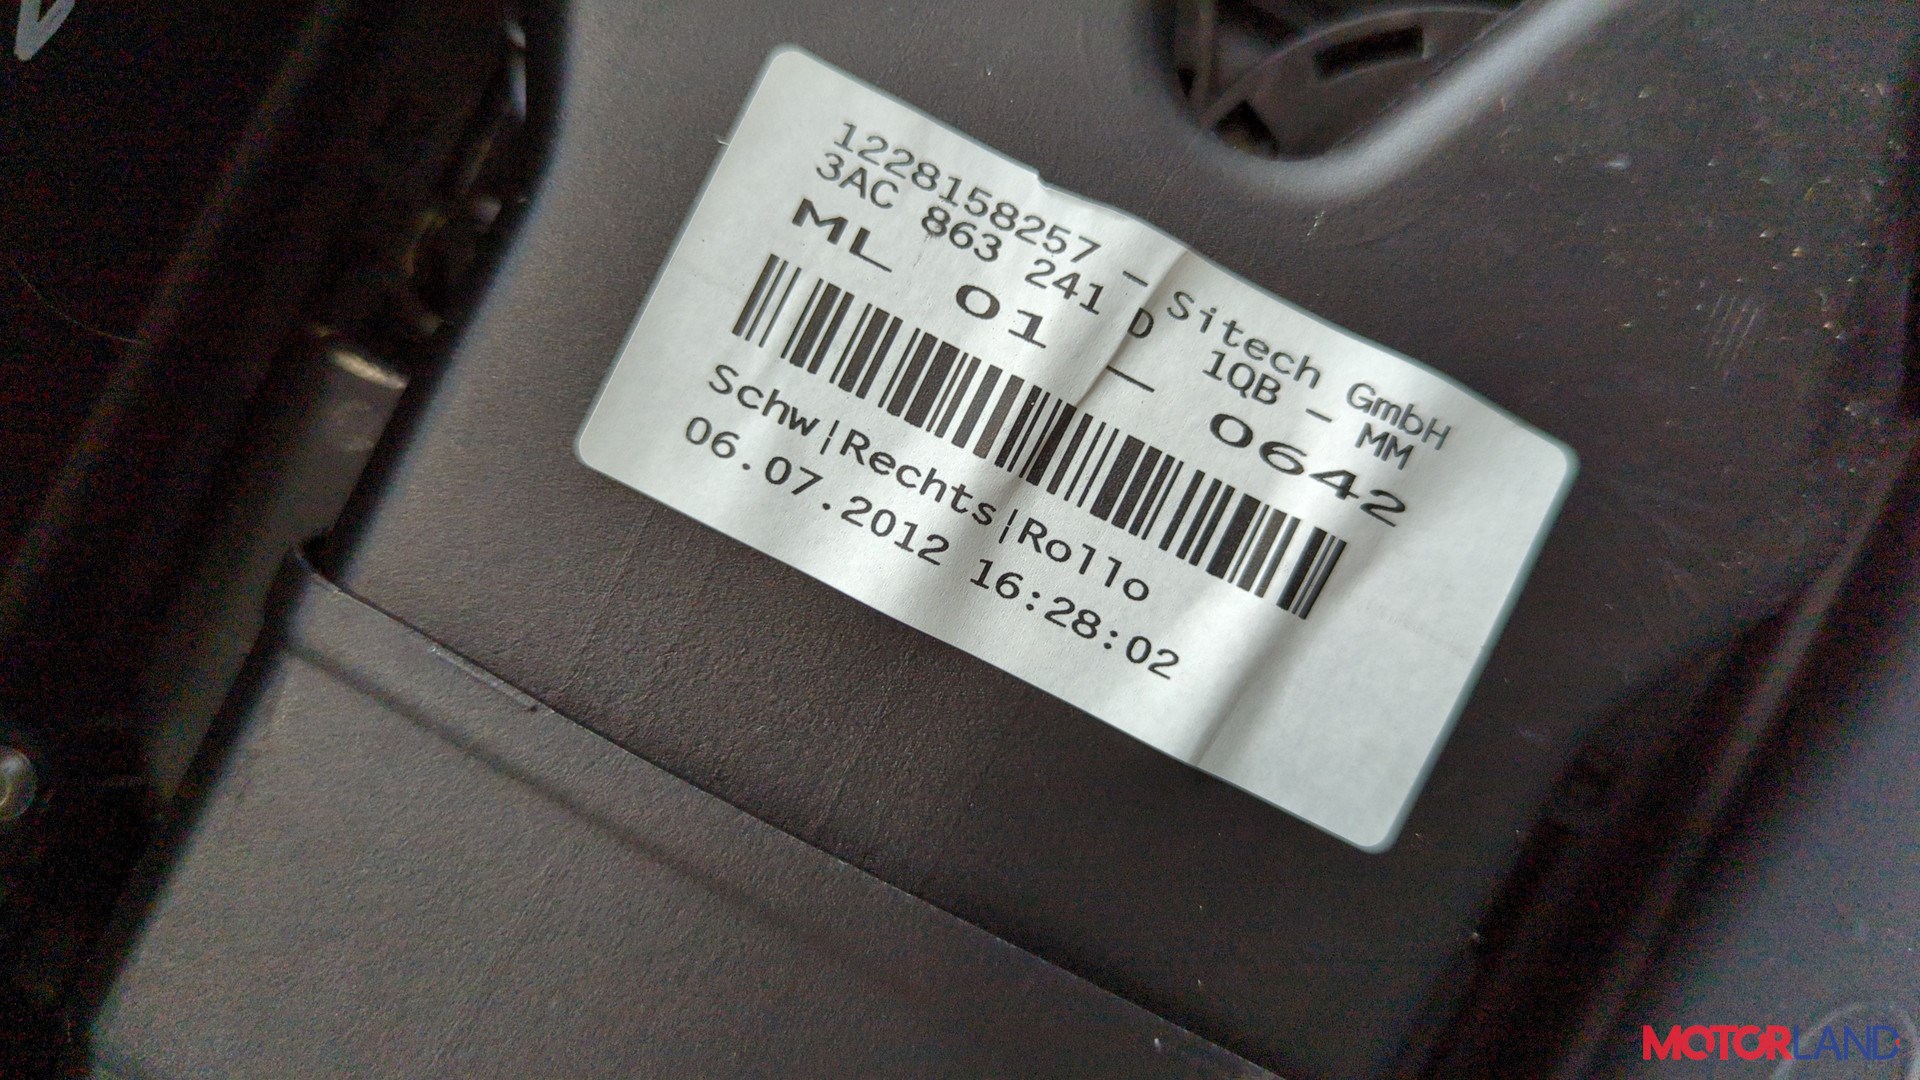 1228158257 - Sitech GmbH
3AC 863 241 D 1QB - MM
ML 01 - 0642
Schw|Rechts|Rollo
06.07.2012 16:28:02
MOTORLAND